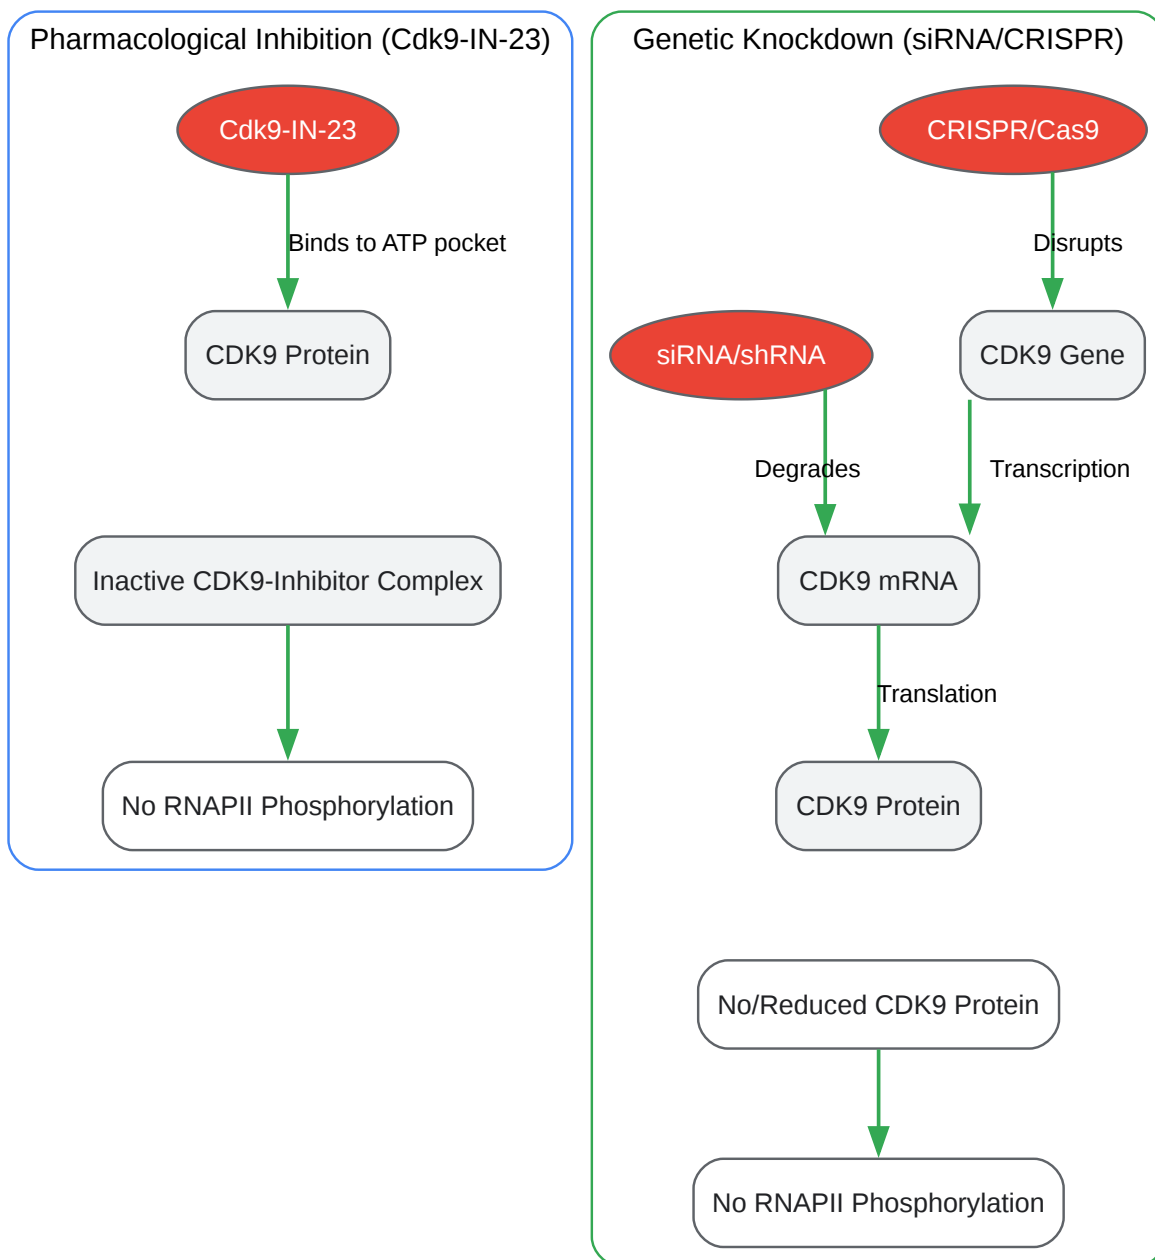 Pharmacological Inhibition (Cdk9-IN-23)
Cdk9-IN-23
Binds to ATP pocket
CDK9 Protein
Inactive CDK9-Inhibitor Complex
No RNAPII Phosphorylation
Genetic Knockdown (siRNA/CRISPR)
CRISPR/Cas9
Disrupts
siRNA/shRNA
CDK9 Gene
Degrades
Transcription
CDK9 mRNA
Translation
CDK9 Protein
No/Reduced CDK9 Protein
No RNAPII Phosphorylation